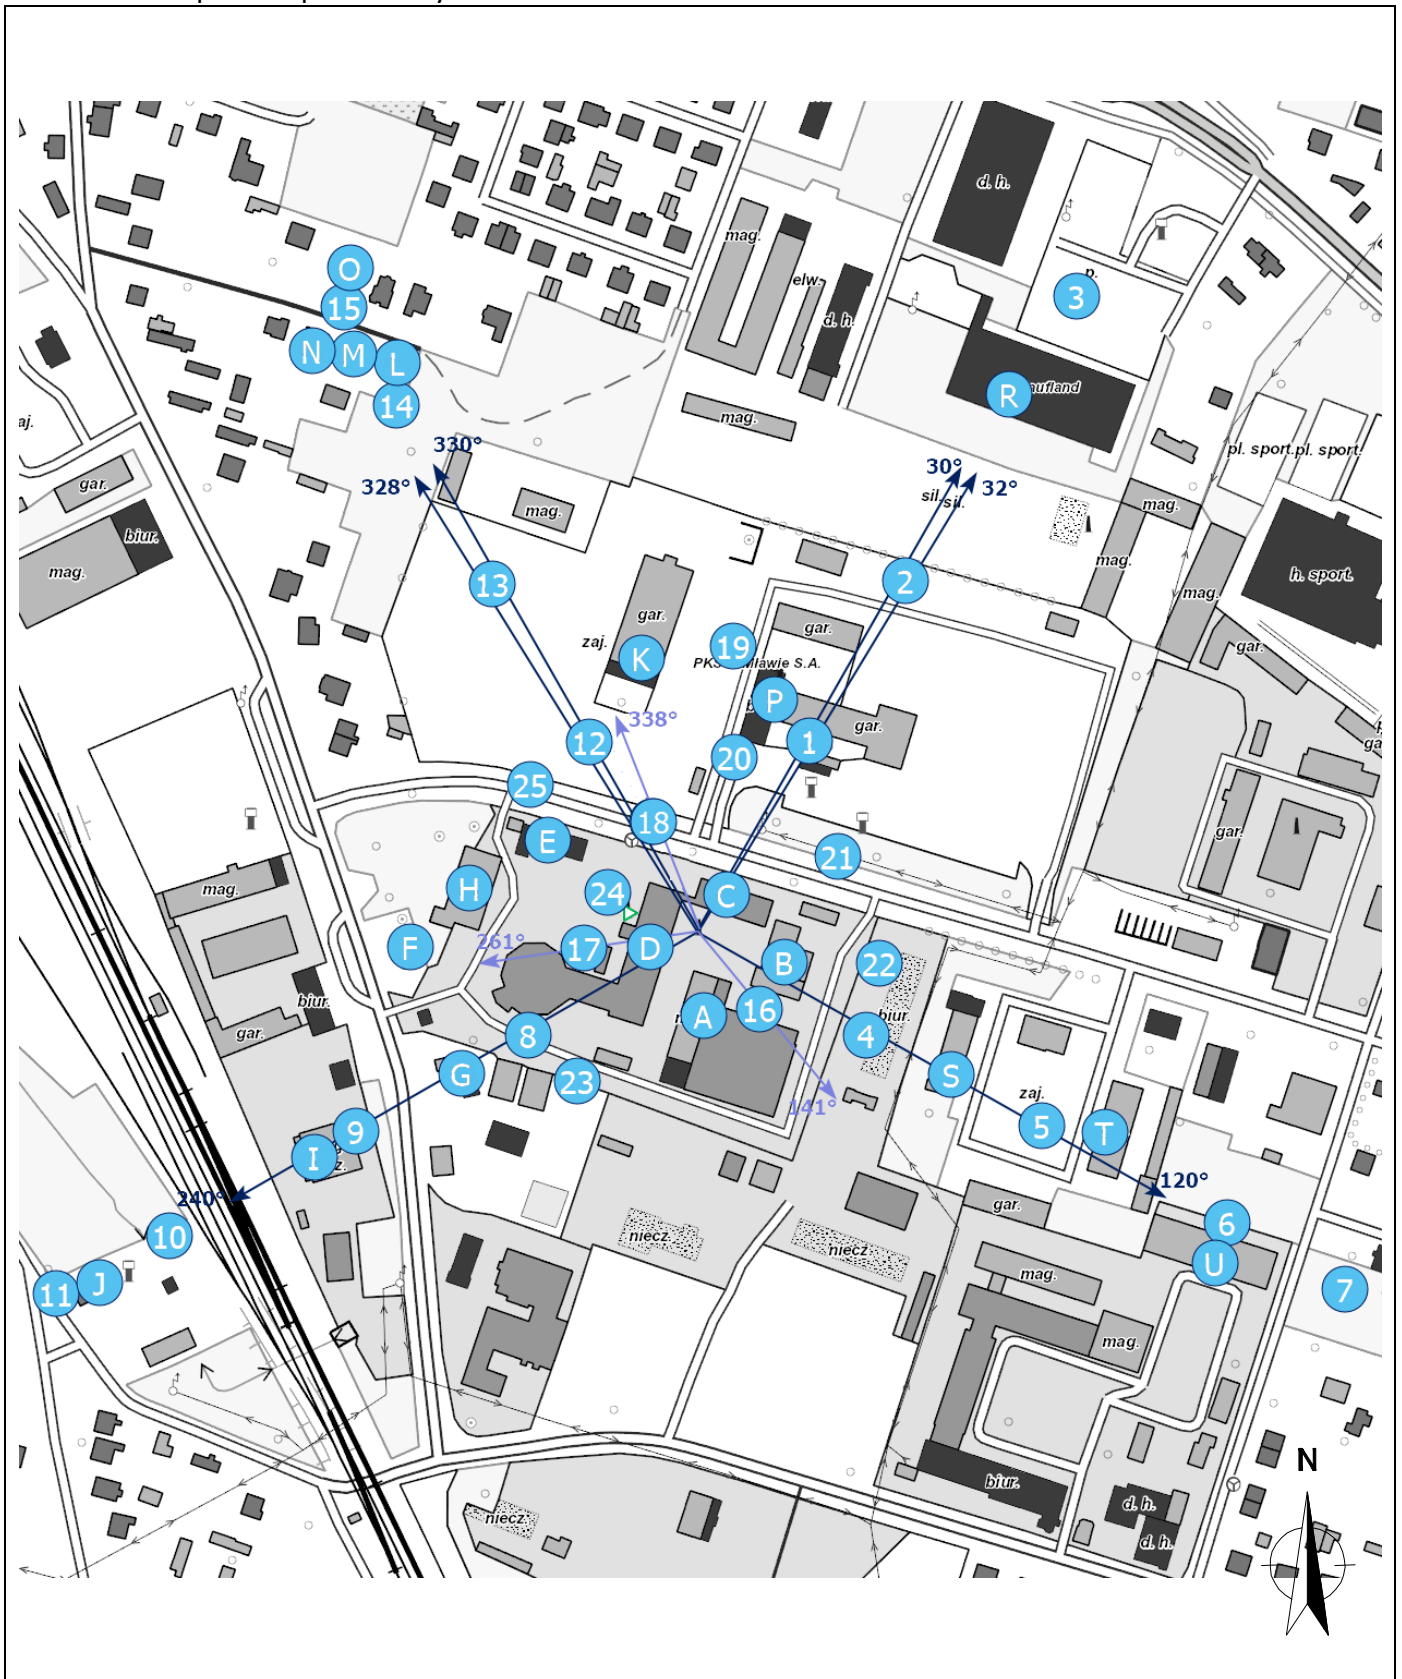 d. h.
mag.
elw.
d. h.
p.
O
15
3
N
M
L
14
R
aufland
mag.
aj.
330°
328°
30°
32°
sil.
sil.
pl. sport.
pl. sport.
gar.
biur.
mag.
mag.
mag.
mag.
h. sport.
mag.
13
2
gar.
gar.
zaj.
K
19
PKS
Mławie S.A.
gar.
P
338°
12
1
gar.
20
25
18
E
21
gar.
mag.
H
24
C
F
261°
17
D
B
22
biur.
gar.
A
16
biur.
8
4
G
23
141°
S
zaj.
9
5
T
I
z.
240°
120°
gar.
10
niecz.
niecz.
6
U
J
11
mag.
7
mag.
N
biur.
niecz.
d. h.
d. h.